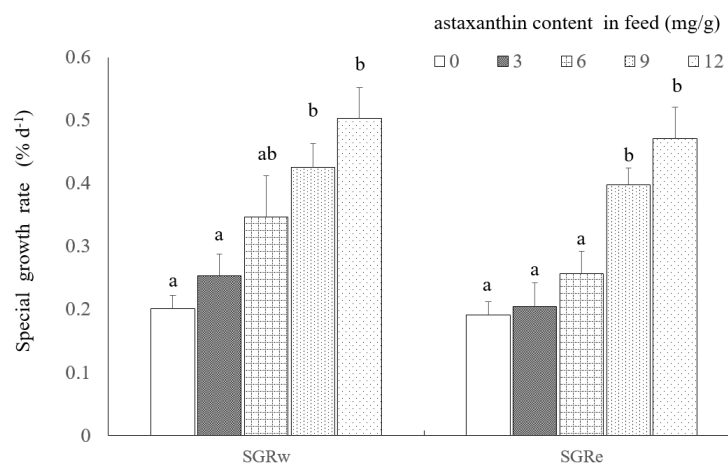 astaxanthin content in feed (mg/g)
0 3 6 9 12
Special growth rate (% d-1)
0.6
0.5
0.4
0.3
0.2
0.1
0
a a ab b b
a a a b b
SGRw SGRe